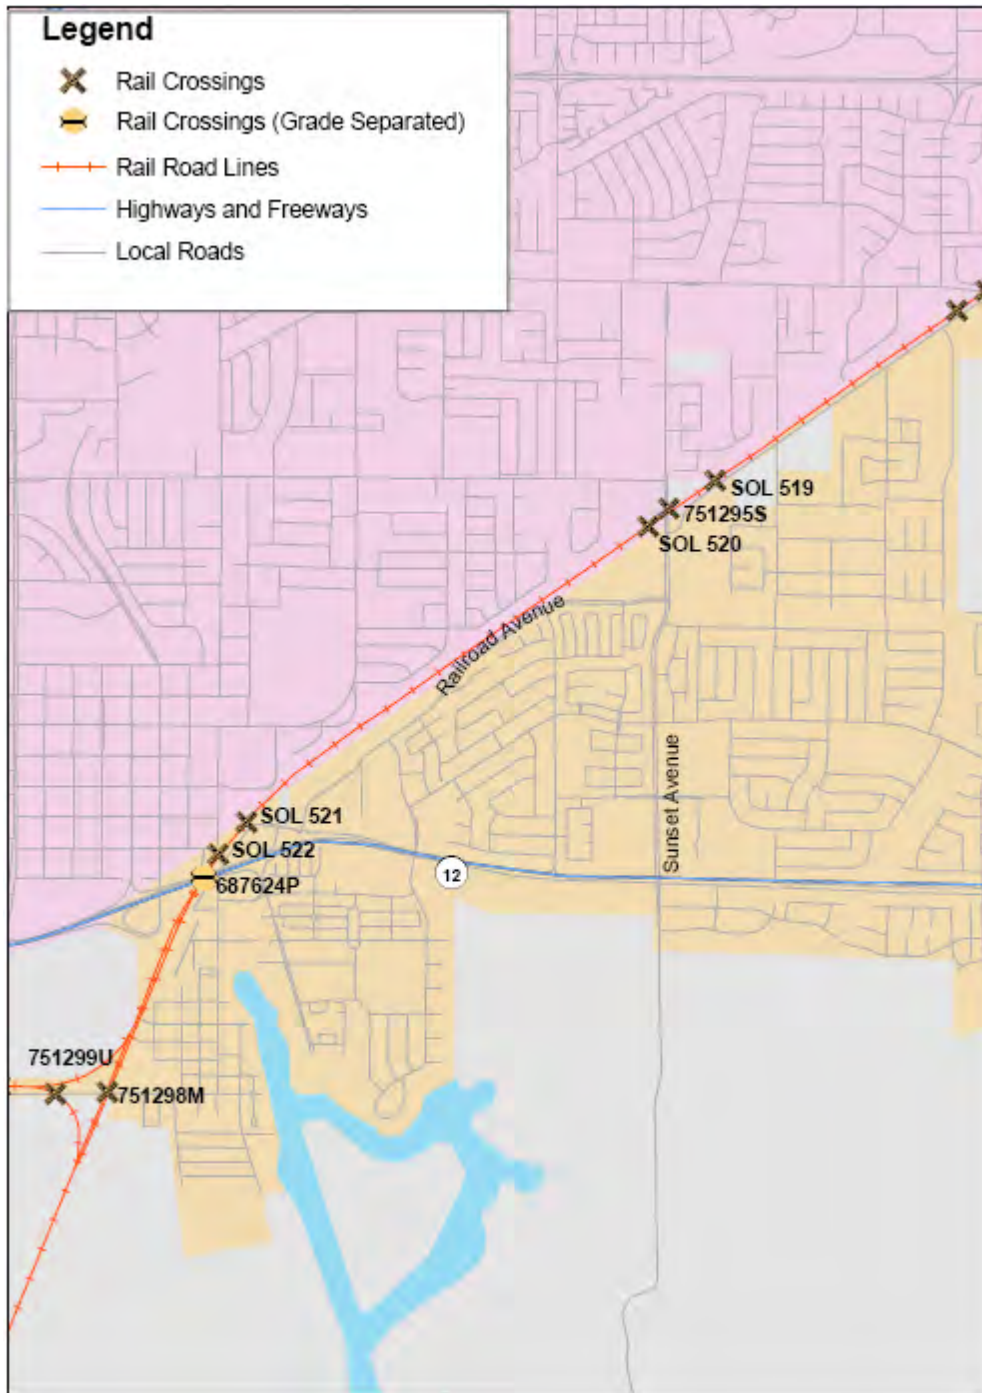 Legend
Rail Crossings
Rail Crossings (Grade Separated)
Rail Road Lines
Highways and Freeways
Local Roads
SOL 519
751295S
SOL 520
Railroad Avenue
Sunset Avenue
SOL 521
SOL 522
687624P
12
751299U
751298M